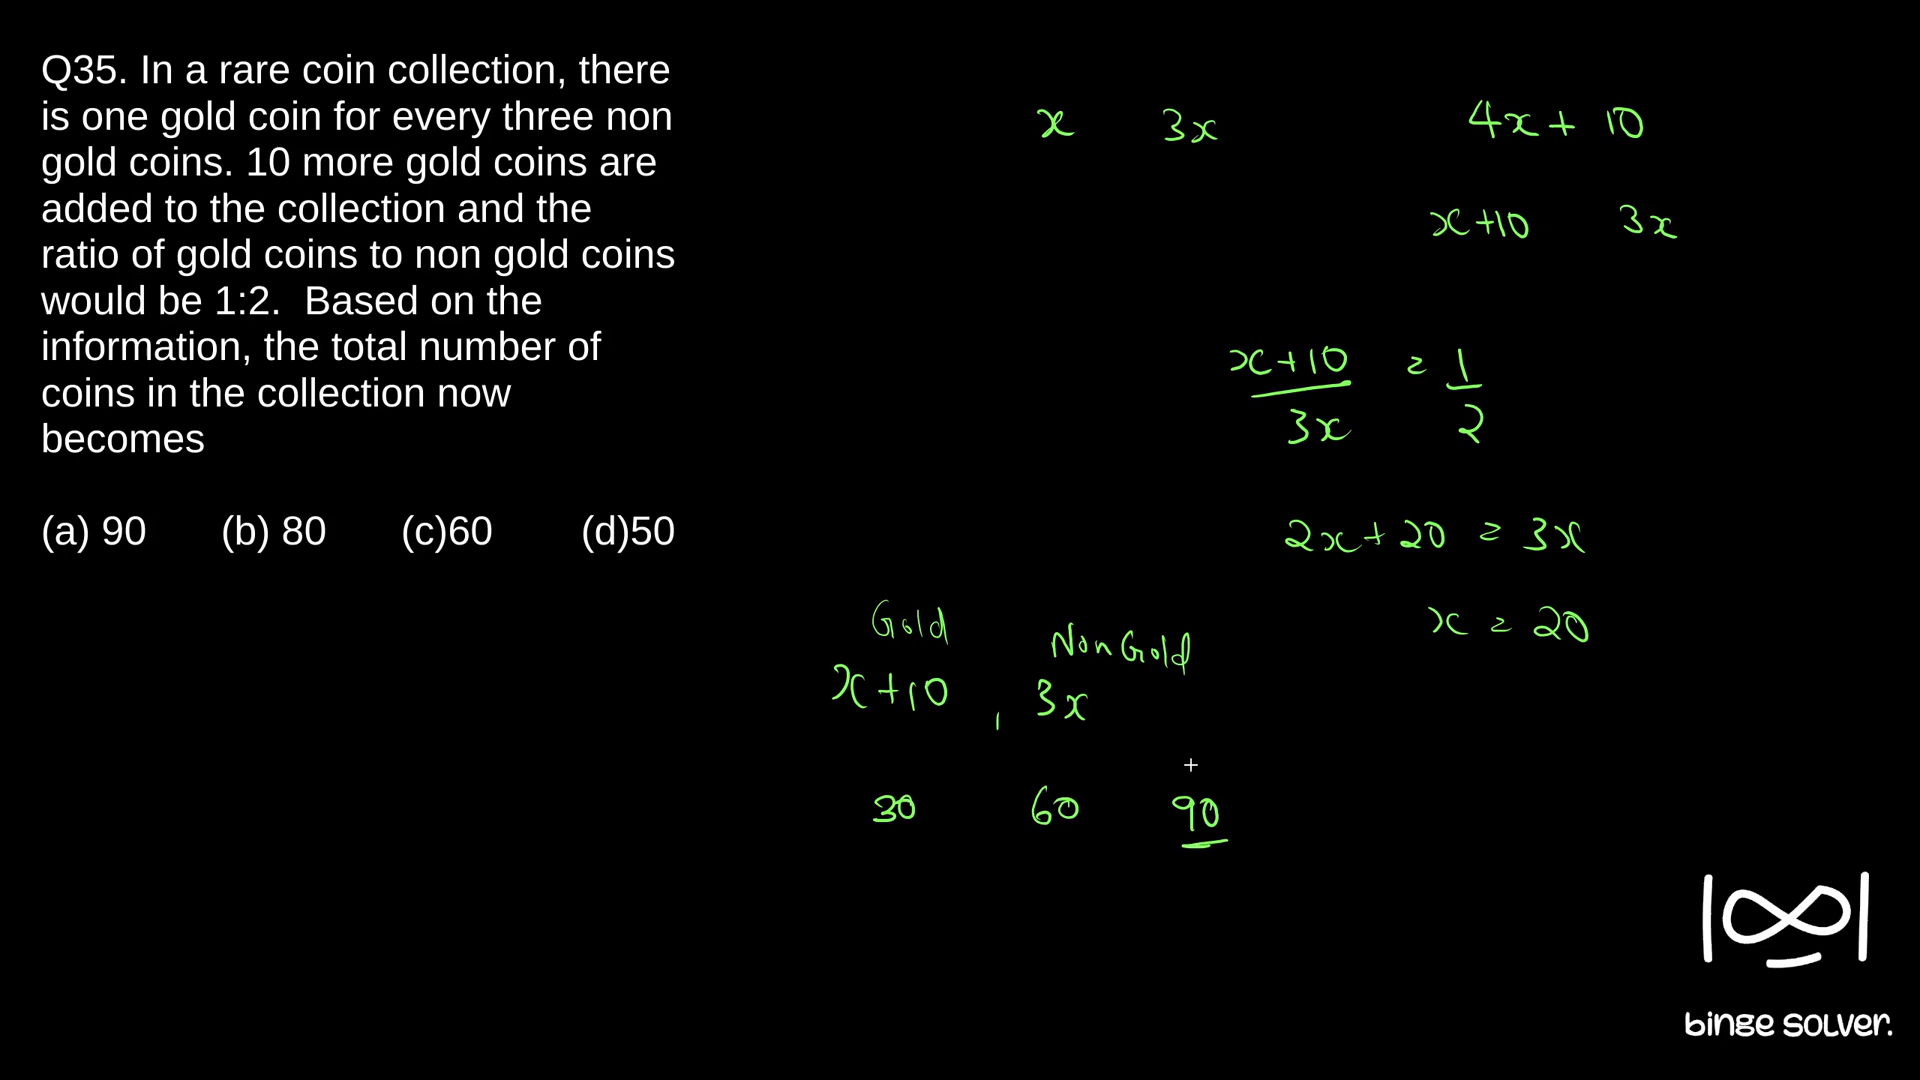 Q35. In a rare coin collection, there
is one gold coin for every three non
gold coins. 10 more gold coins are
added to the collection and the
ratio of gold coins to non gold coins
would be 1:2.  Based on the
information, the total number of
coins in the collection now
becomes
(a) 90 (b) 80 (c)60 (d)50
x 3x 4x + 10
x+10 3x
x+10 = 1
3x 2
2x + 20 = 3x
x = 20
Gold Non Gold
x+10 , 3x
+
30 60 90
binge solver.